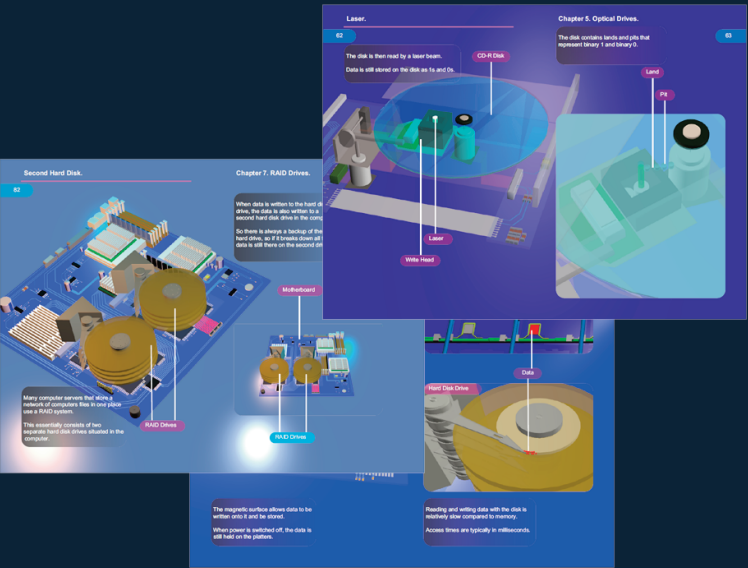 Laser.
Chapter 5. Optical Drives.
62
63
The disk is then read by a laser beam.
Data is still stored on the disk as 1s and 0s.
CD-R Disk
The disk contains lands and pits that
represent binary 1 and binary 0.
Land
Pit
Laser
Write Head
Second Hard Disk.
Chapter 7. RAID Drives.
82
When data is written to the hard
drive, the data is also written to a
second hard disk drive in the
So there is always a backup of the
hard drive, so if it breaks down all
data is still there on the second
Motherboard
Many computer servers that store a
network of computers files in one place
use a RAID system.
This essentially consists of two
separate hard disk drives situated in the
computer.
RAID Drives
RAID Drives
Data
Hard Disk Drive
The magnetic surface allows data to be
written onto it and be stored.
When power is switched off, the data is
still held on the platters.
Reading and writing data with the disk is
relatively slow compared to memory.
Access times are typically in milliseconds.